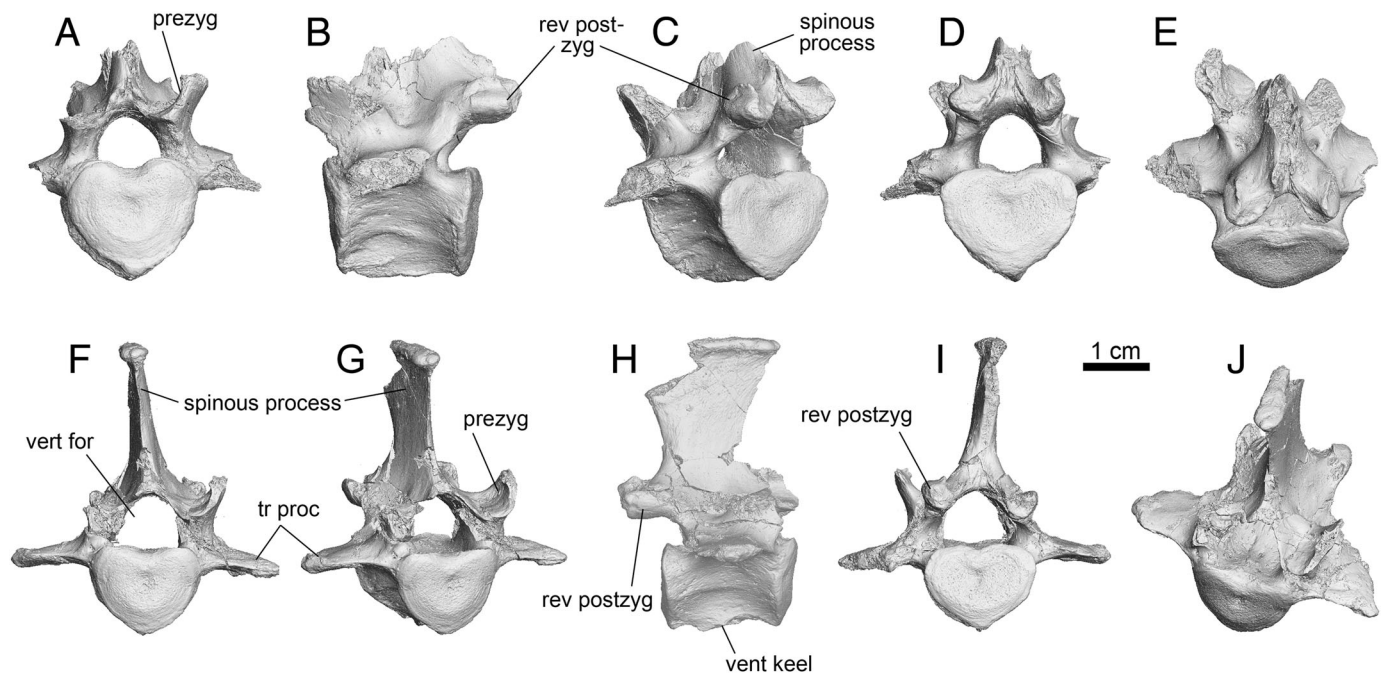 A
prezyg
B
rev post-
zyg
C
spinous
process
D
E
F
G
H
I
1 cm
J
spinous process
prezyg
rev postzyg
vert for
tr proc
rev postzyg
vent keel